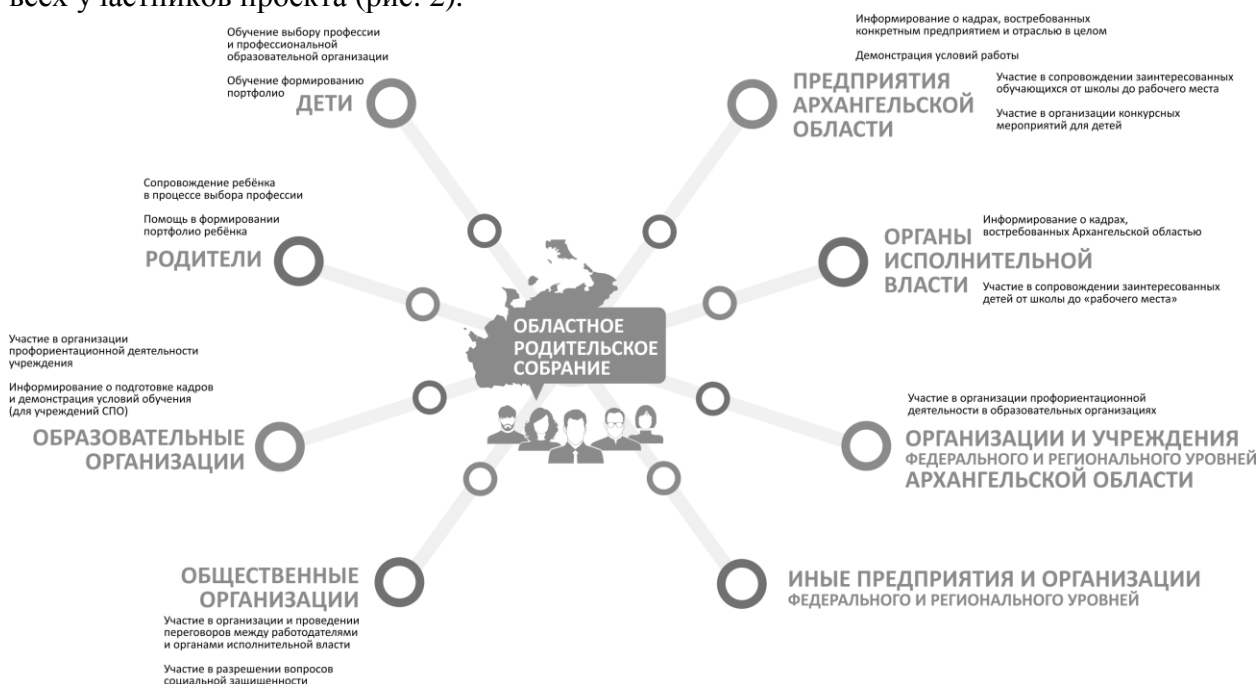 всех участников проекта (рис. 2).
Обучение выбору профессии
и профессиональной
образовательной организации
Обучение формированию
портфолио
ДЕТИ
Информирование о кадрах, востребованных
конкретным предприятием и отраслью в целом
Демонстрация условий работы
ПРЕДПРИЯТИЯ
АРХАНГЕЛЬСКОЙ
ОБЛАСТИ
Участие в сопровождении заинтересованных
обучающихся от школы до рабочего места
Участие в организации конкурсных
мероприятий для детей
Сопровождение ребёнка
в процессе выбора профессии
Помощь в формировании
портфолио ребёнка
РОДИТЕЛИ
Информирование о кадрах,
востребованных Архангельской областью
ОРГАНЫ
ИСПОЛНИТЕЛЬНОЙ
ВЛАСТИ
Участие в сопровождении заинтересованных
детей от школы до «рабочего места»
ОБЛАСТНОЕ
РОДИТЕЛЬСКОЕ
СОБРАНИЕ
Участие в организации
профориентационной деятельности
учреждения
Информирование о подготовке кадров
и демонстрация условий обучения
(для учреждений СПО)
ОБРАЗОВАТЕЛЬНЫЕ
ОРГАНИЗАЦИИ
Участие в организации профориентационной
деятельности в образовательных организациях
ОРГАНИЗАЦИИ И УЧРЕЖДЕНИЯ
ФЕДЕРАЛЬНОГО И РЕГИОНАЛЬНОГО УРОВНЕЙ
АРХАНГЕЛЬСКОЙ ОБЛАСТИ
ОБЩЕСТВЕННЫЕ
ОРГАНИЗАЦИИ
Участие в организации и проведении
переговоров между работодателями
и органами исполнительной власти
Участие в разрешении вопросов
социальной защищенности
ИНЫЕ ПРЕДПРИЯТИЯ И ОРГАНИЗАЦИИ
ФЕДЕРАЛЬНОГО И РЕГИОНАЛЬНОГО УРОВНЕЙ